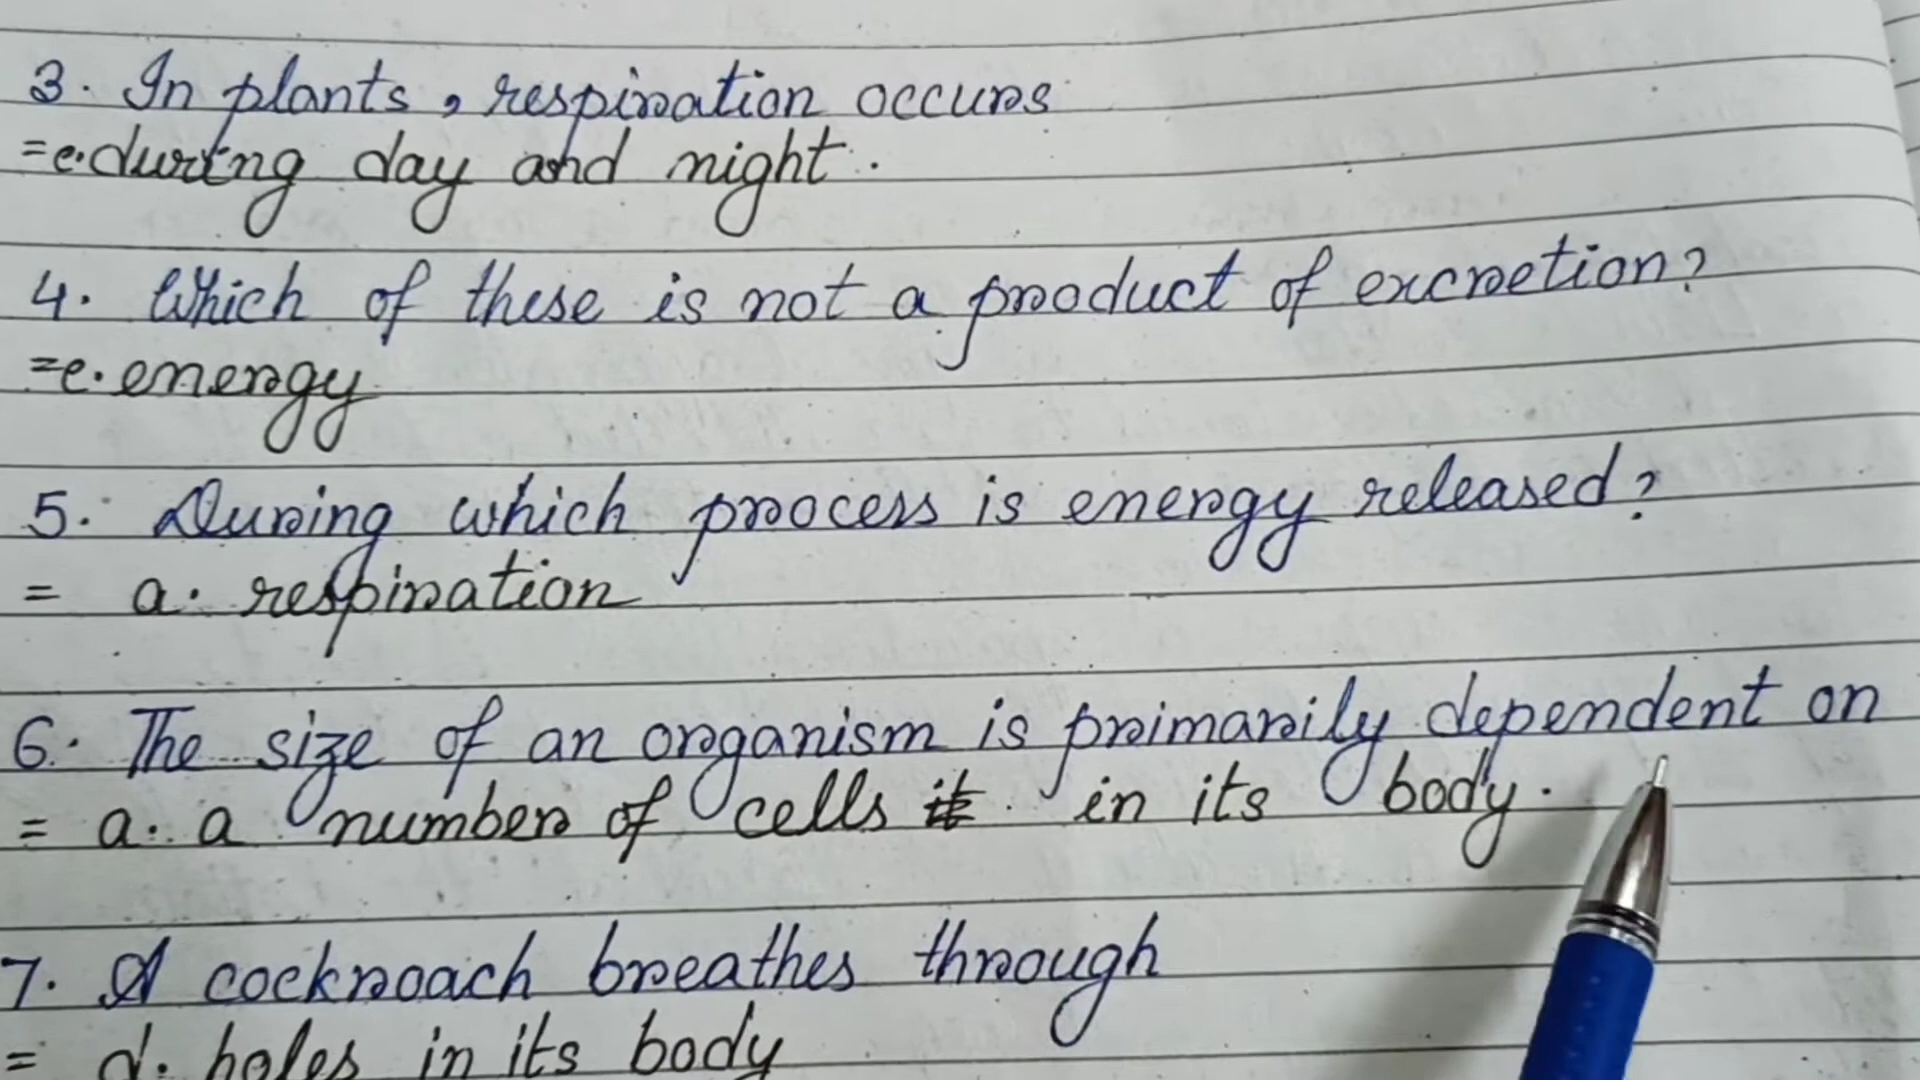 3. In plants, respiration occurs
=c. during day and night.
4. Which of these is not a product of excretion?
=c. energy
5. During which process is energy released?
= a. respiration
6. The size of an organism is primarily dependent on
= a. a number of cells it in its body.
7. A cockroach breathes through
= d. holes in its body